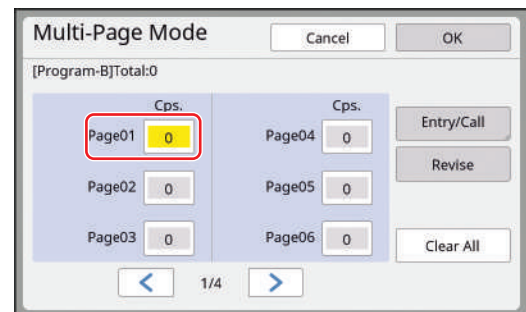 Multi-Page Mode Cancel OK
[Program-B]Total:0
Cps. Cps.
Page01 0 Page04 0 Entry/Call
Page02 0 Page05 0 Revise
Page03 0 Page06 0 Clear All
< 1/4 >